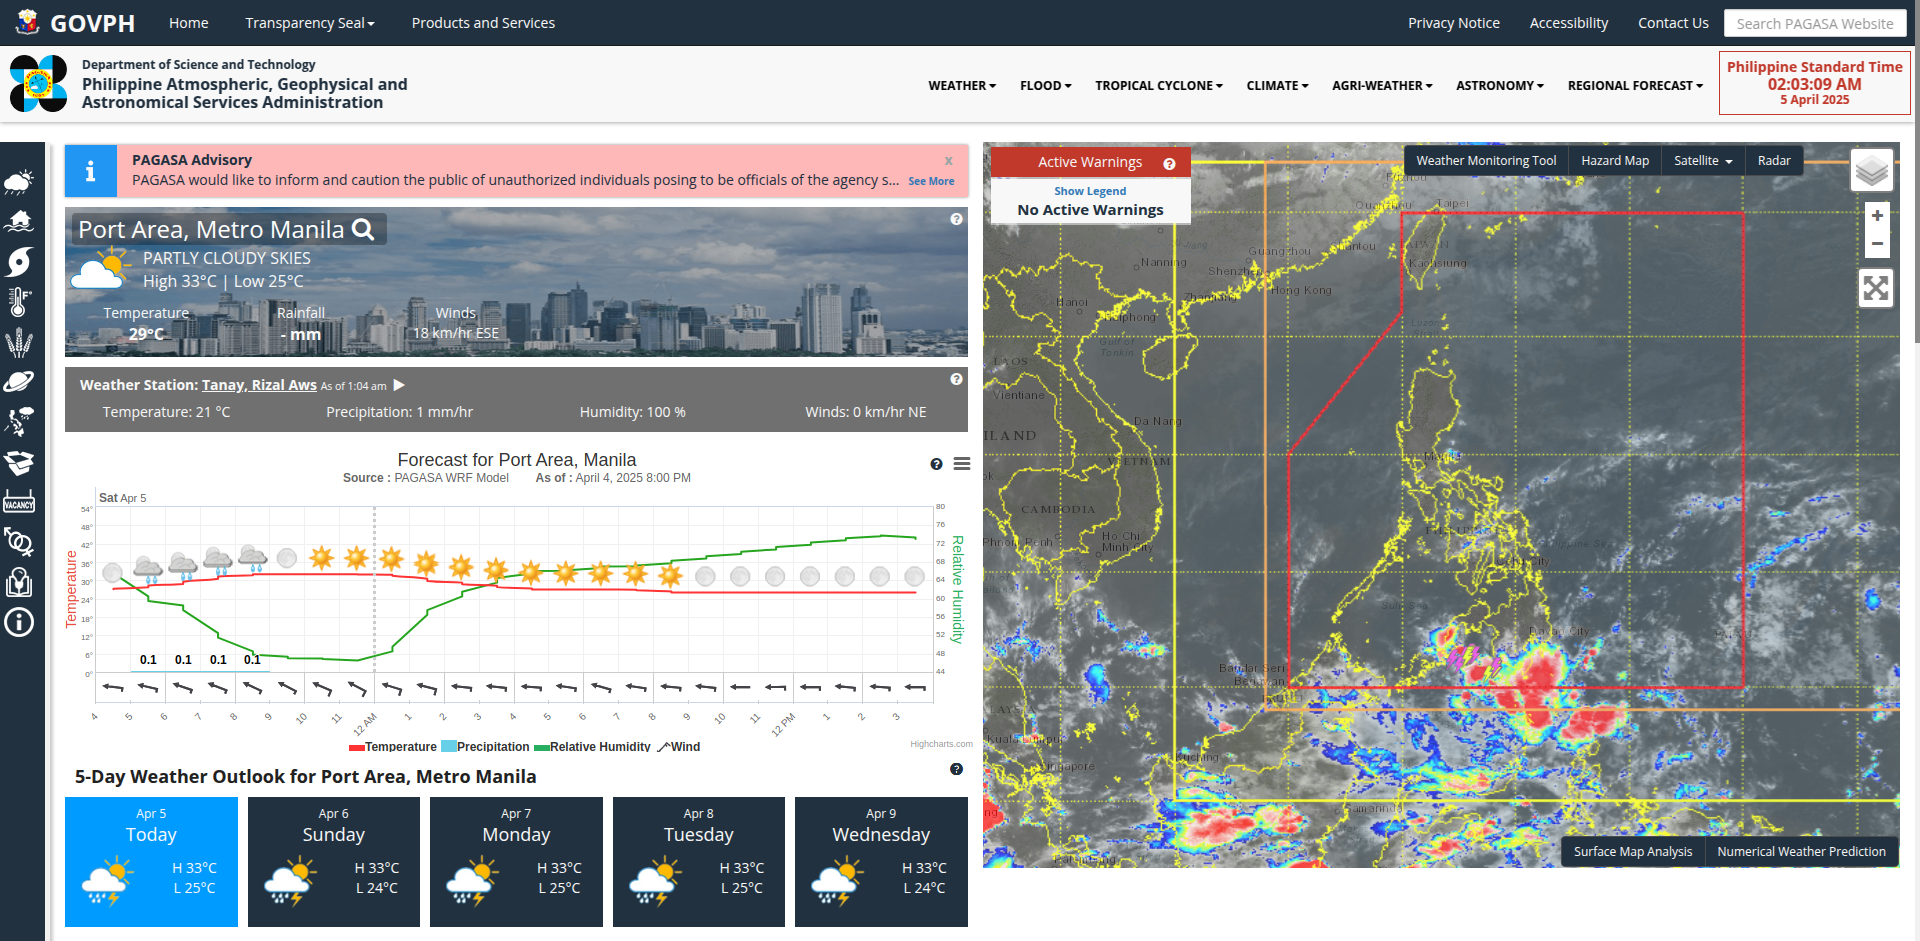 GOVPH
Home
Transparency Seal
Products and Services
Privacy Notice
Accessibility
Contact Us
Search PAGASA Website
Department of Science and Technology
Philippine Atmospheric, Geophysical and
Astronomical Services Administration
WEATHER
FLOOD
TROPICAL CYCLONE
CLIMATE
AGRI-WEATHER
ASTRONOMY
REGIONAL FORECAST
Philippine Standard Time
02:03:09 AM
5 April 2025
PAGASA Advisory
x
PAGASA would like to inform and caution the public of unauthorized individuals posing to be officials of the agency s... See More
Port Area, Metro Manila
PARTLY CLOUDY SKIES
High 33°C | Low 25°C
Temperature
29°C
Rainfall
- mm
Winds
18 km/hr ESE
Weather Station: Tanay, Rizal Aws As of 1:04 am
Temperature: 21 °C
Precipitation: 1 mm/hr
Humidity: 100 %
Winds: 0 km/hr NE
Forecast for Port Area, Manila
Source : PAGASA WRF Model As of : April 4, 2025 8:00 PM
Sat Apr 5
54°
48°
42°
36°
30°
24°
18°
12°
6°
0°
Temperature
80
76
72
68
64
60
56
52
48
44
Relative Humidity
0.1
0.1
0.1
0.1
4
5
6
7
8
9
10
11
12 AM
1
2
3
4
5
6
7
8
9
10
11
12 PM
1
2
3
Temperature Precipitation Relative Humidity Wind
Highcharts.com
5-Day Weather Outlook for Port Area, Metro Manila
Apr 5
Today
H 33°C
L 25°C
Apr 6
Sunday
H 33°C
L 24°C
Apr 7
Monday
H 33°C
L 25°C
Apr 8
Tuesday
H 33°C
L 25°C
Apr 9
Wednesday
H 33°C
L 24°C
VACANCY
Active Warnings
Show Legend
No Active Warnings
Weather Monitoring Tool
Hazard Map
Satellite
Radar
+
−
Taipei
Guangzhou
Shantou
TAIWAN
Kaohsiung
Nanning
Shenzhen
Hong Kong
Zhanjiang
Hanoi
Haiphong
Gulf of
Tonkin
LAOS
Luzon
Vientiane
Da Nang
ILAND
VIETNAM
Manila
CAMBODIA
Phnom Penh
Ho Chi
Minh City
Davao City
Bandar Seri
Begawan
Kuala Lumpur
Kuching
Singapore
Samarinda
Surface Map Analysis
Numerical Weather Prediction